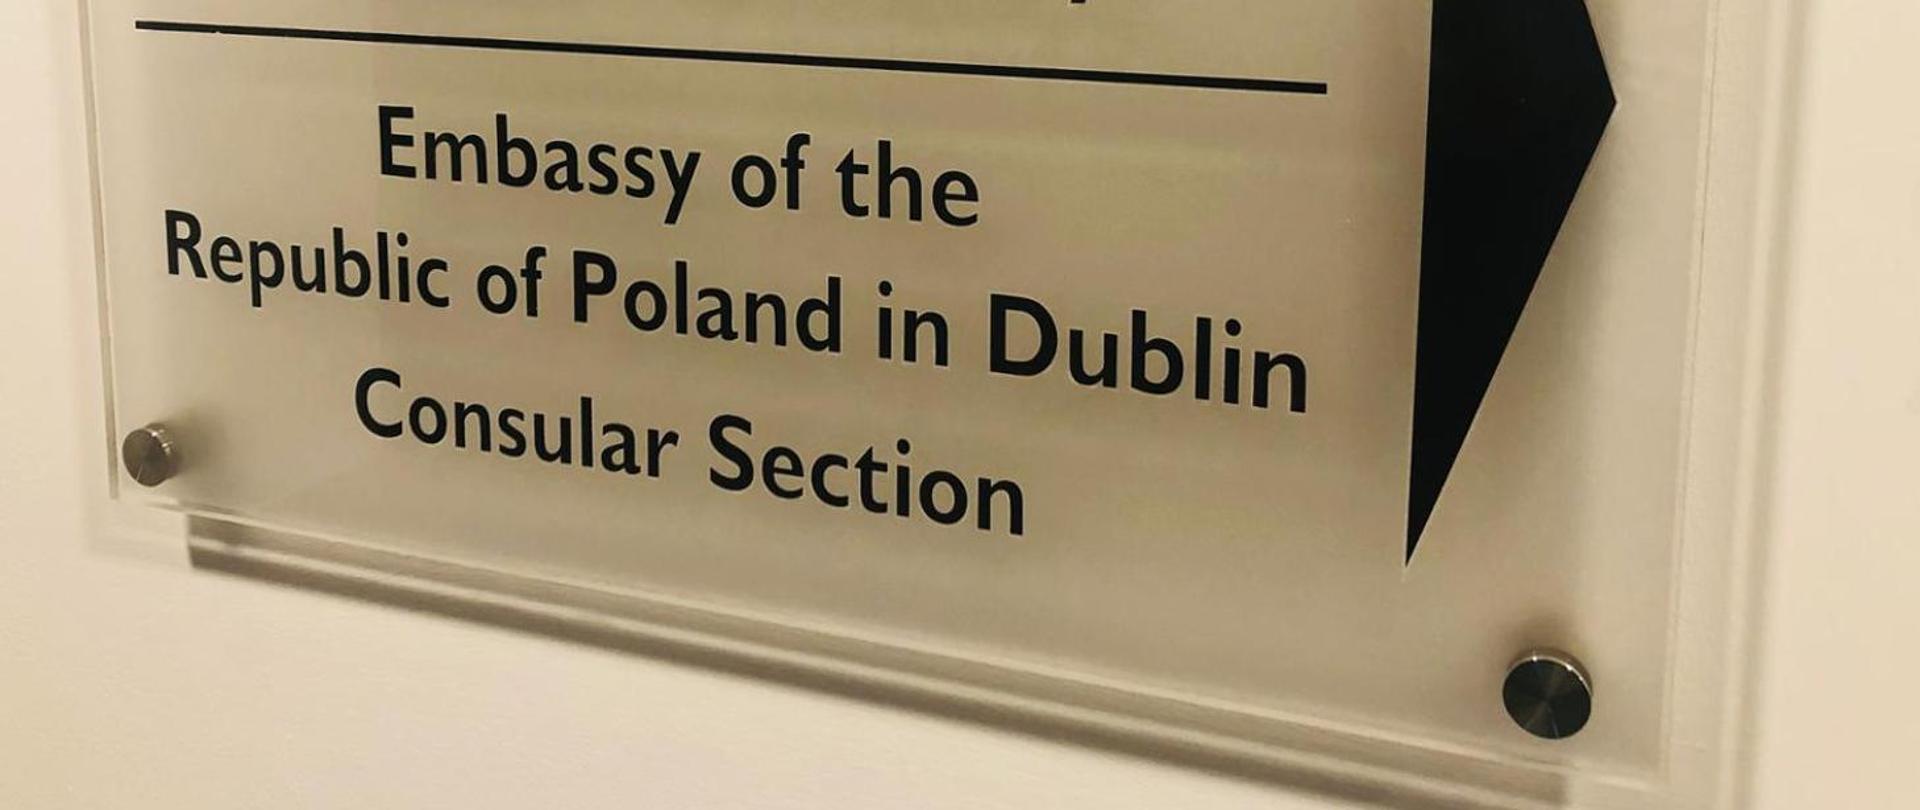 Embassy of the
Republic of Poland in Dublin
Consular Section